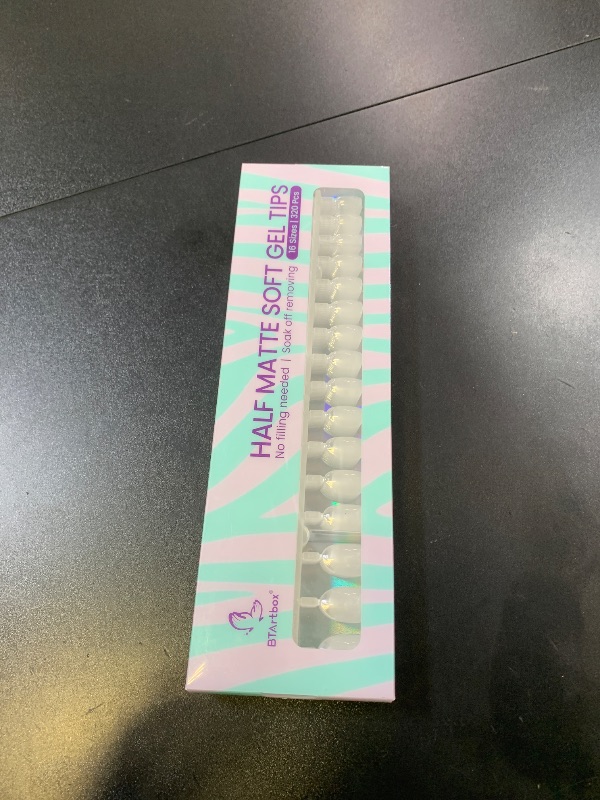 HALF MATTE SOFT GEL TIPS
16 Sizes | 320 Pcs
No filling needed | Soak off removing
BTArtbox®